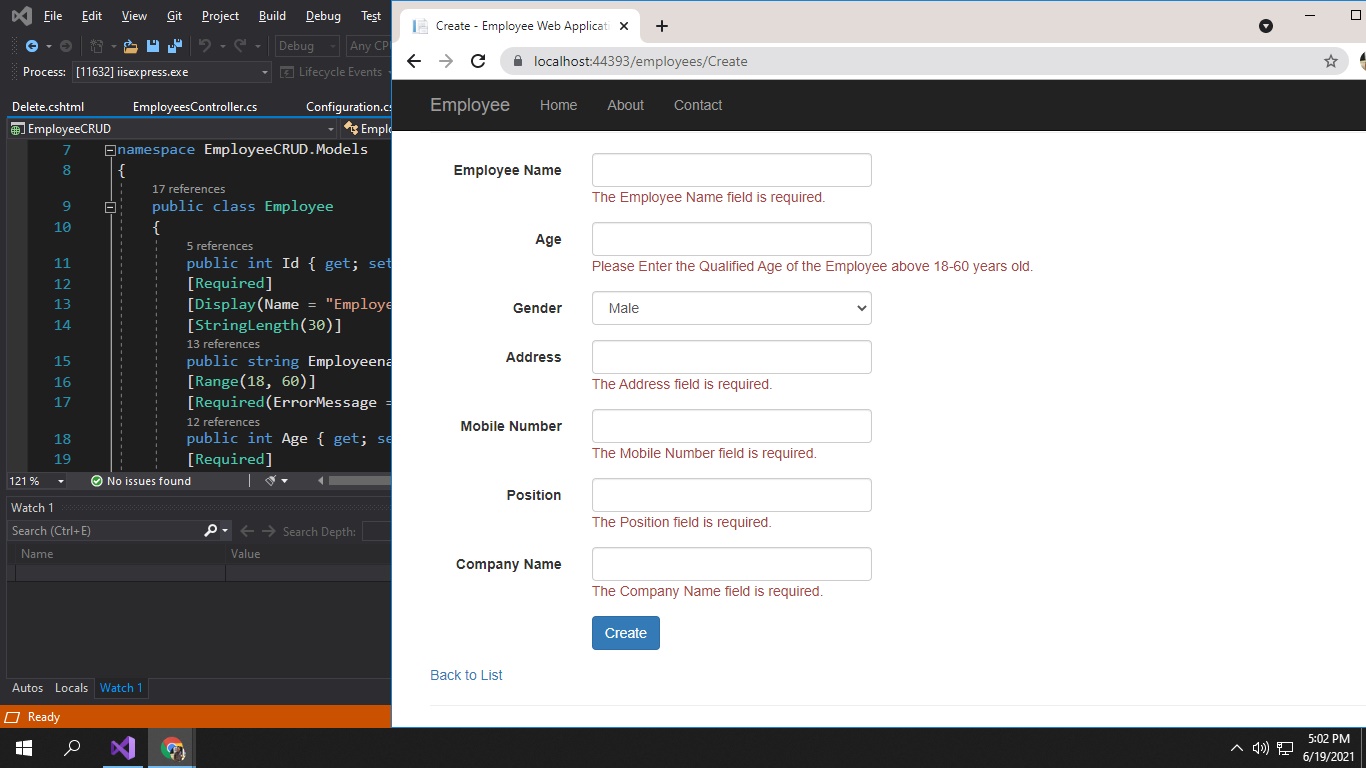 File Edit View Git Project Build Debug Test
Debug Any CPU
Process: [11632] iisexpress.exe Lifecycle Events
Delete.cshtml EmployeesController.cs Configuration.cs
EmployeeCRUD Emplo
7 namespace EmployeeCRUD.Models
8 {
17 references
9 public class Employee
10 {
5 references
11 public int Id { get; set
12 [Required]
13 [Display(Name = "Employe
14 [StringLength(30)]
13 references
15 public string Employeena
16 [Range(18, 60)]
17 [Required(ErrorMessage =
12 references
18 public int Age { get; se
19 [Required]
121 % No issues found
Watch 1
Search (Ctrl+E) Search Depth:
Name Value
Autos Locals Watch 1
Ready
Create - Employee Web Applicati
localhost:44393/employees/Create
Employee Home About Contact
Employee Name
The Employee Name field is required.
Age
Please Enter the Qualified Age of the Employee above 18-60 years old.
Gender Male
Address
The Address field is required.
Mobile Number
The Mobile Number field is required.
Position
The Position field is required.
Company Name
The Company Name field is required.
Create
Back to List
5:02 PM
6/19/2021